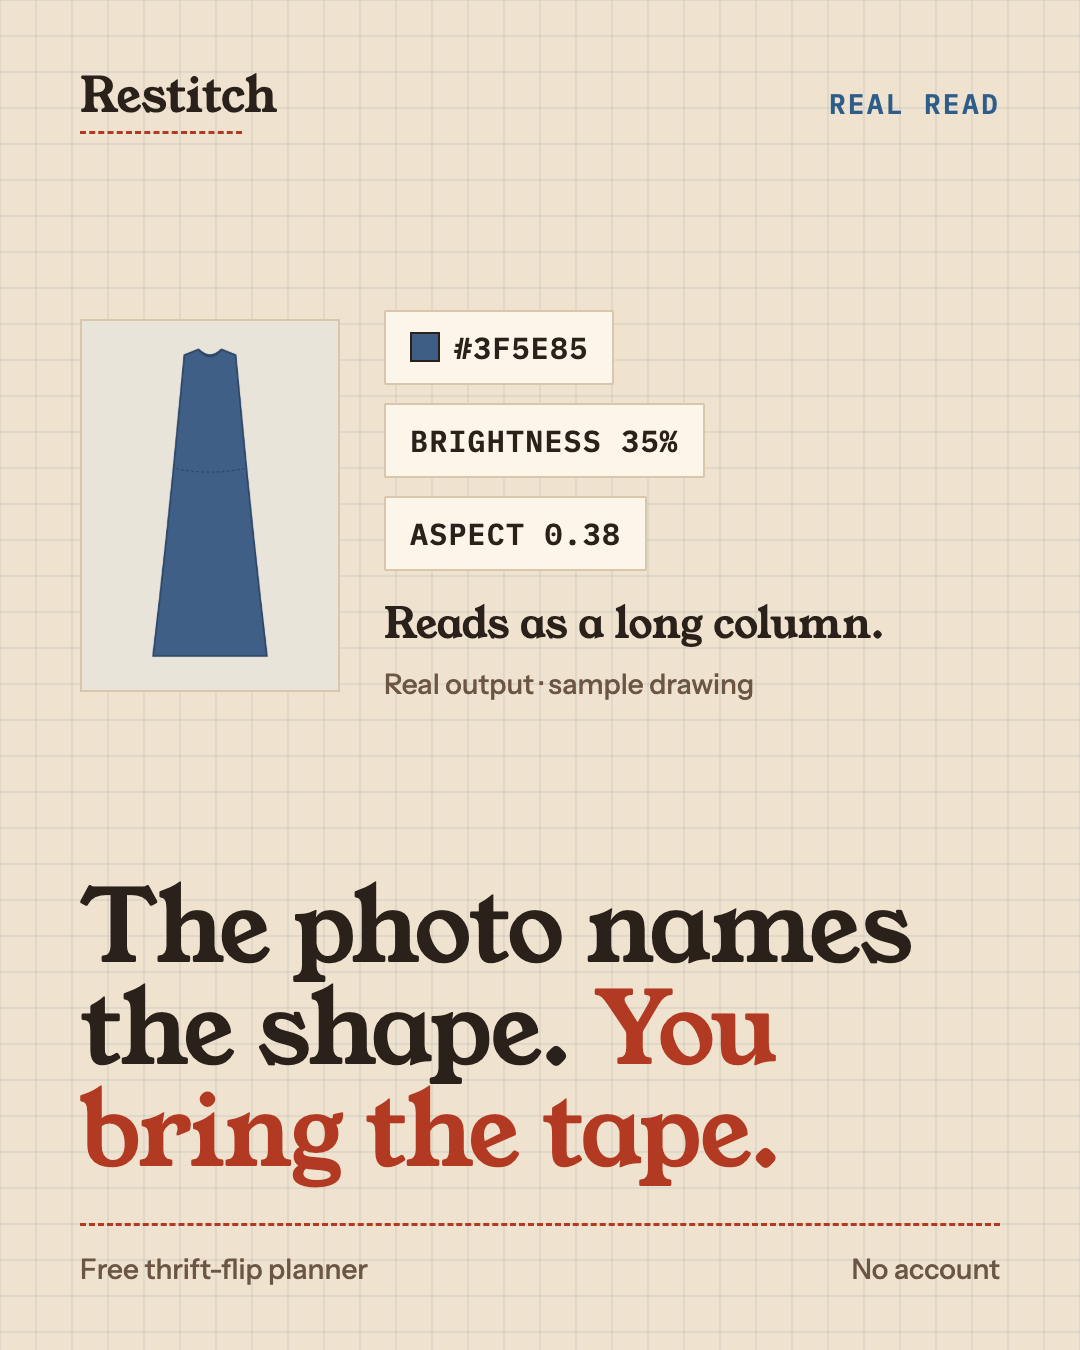 Restitch
REAL READ
#3F5E85
BRIGHTNESS 35%
ASPECT 0.38
Reads as a long column.
Real output · sample drawing
The photo names
the shape. You
bring the tape.
Free thrift-flip planner
No account